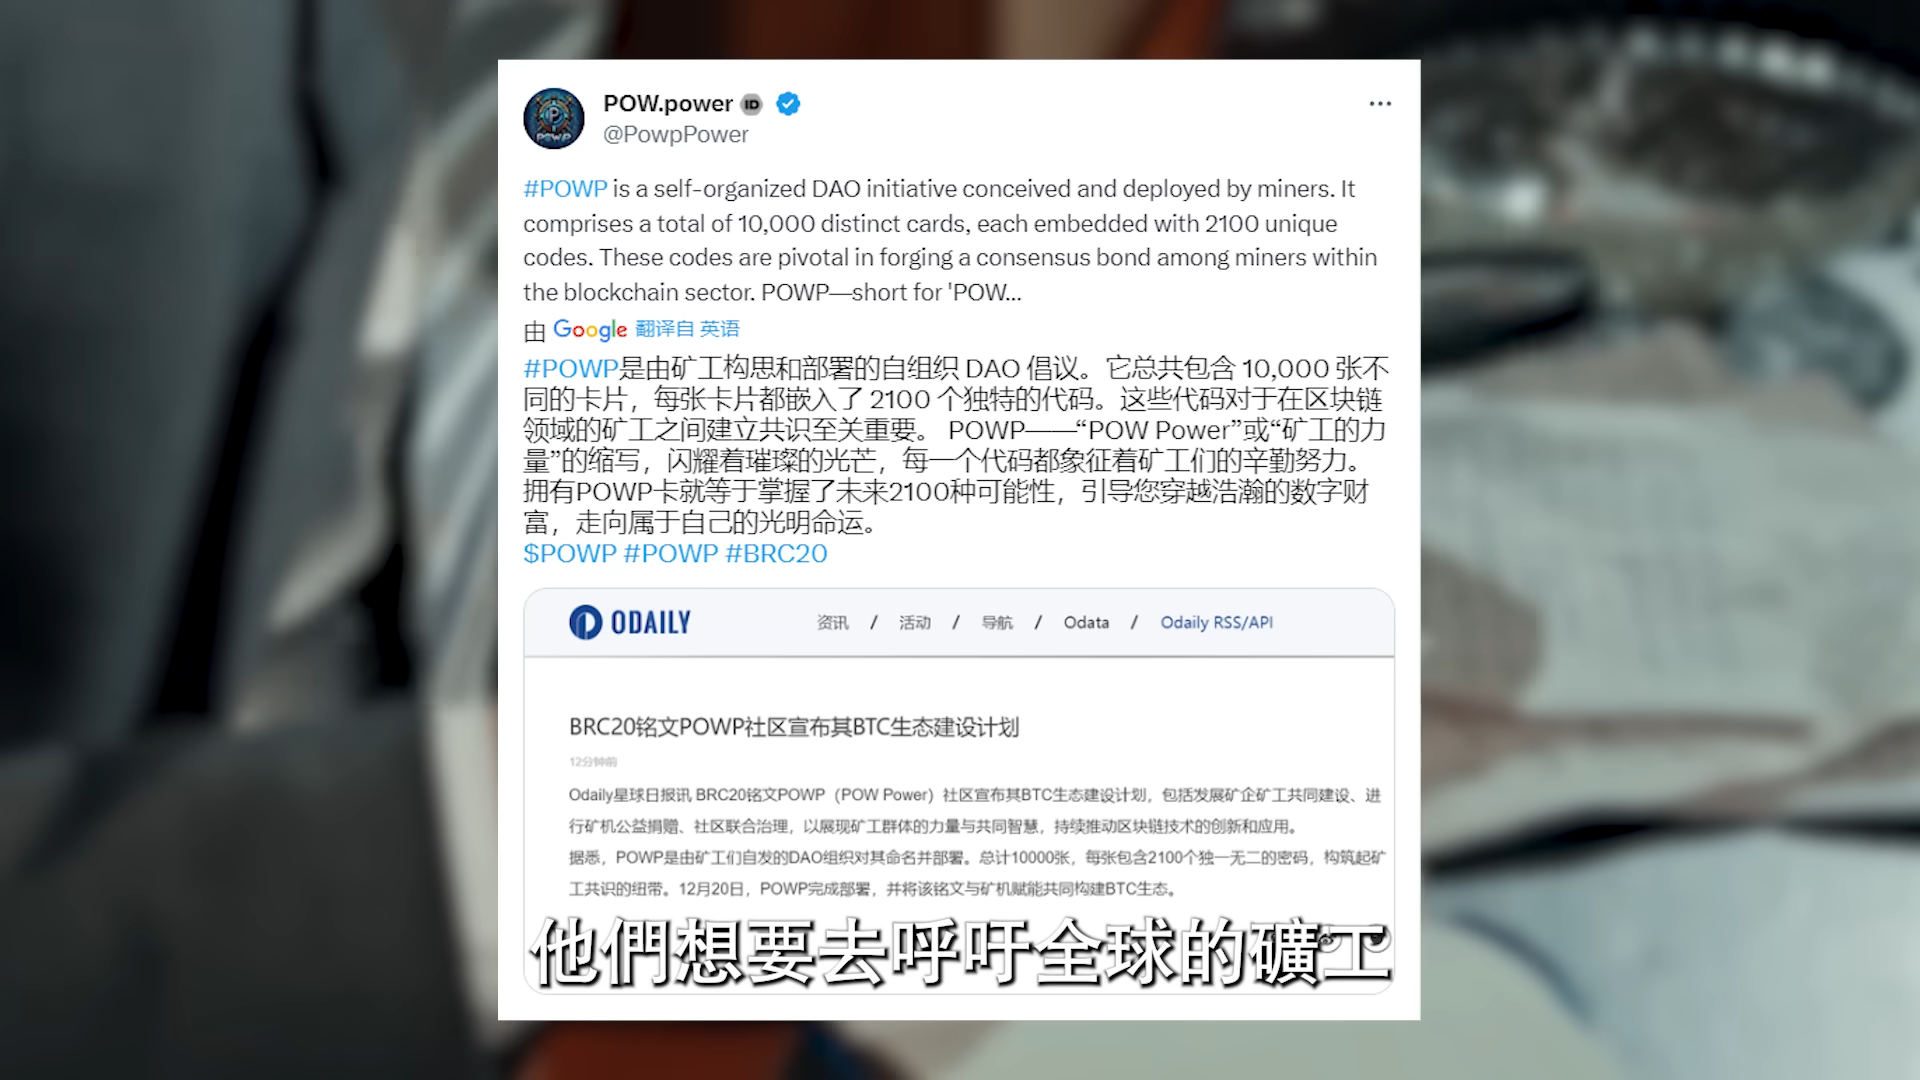 POW.power ID
@PowpPower
#POWP is a self-organized DAO initiative conceived and deployed by miners. It
comprises a total of 10,000 distinct cards, each embedded with 2100 unique
codes. These codes are pivotal in forging a consensus bond among miners within
the blockchain sector. POWP—short for 'POW...
由 Google 翻译自 英语
#POWP是由矿工构思和部署的自组织 DAO 倡议。它总共包含 10,000 张不
同的卡片，每张卡片都嵌入了 2100 个独特的代码。这些代码对于在区块链
领域的矿工之间建立共识至关重要。 POWP——“POW Power”或“矿工的力
量”的缩写，闪耀着璀璨的光芒，每一个代码都象征着矿工们的辛勤努力。
拥有POWP卡就等于掌握了未来2100种可能性，引导您穿越浩瀚的数字财
富，走向属于自己的光明命运。
$POWP #POWP #BRC20
ODAILY 资讯 / 活动 / 导航 / Odata / Odaily RSS/API
BRC20铭文POWP社区宣布其BTC生态建设计划
12分钟前
Odaily星球日报讯 BRC20铭文POWP（POW Power）社区宣布其BTC生态建设计划，包括发展矿企矿工共同建设、进
行矿机公益捐赠、社区联合治理，以展现矿工群体的力量与共同智慧，持续推动区块链技术的创新和应用。
据悉，POWP是由矿工们自发的DAO组织对其命名并部署。总计10000张，每张包含2100个独一无二的密码，构筑起矿
工共识的纽带。12月20日，POWP完成部署，并将该铭文与矿机赋能共同构建BTC生态。
他們想要去呼吁全球的礦工